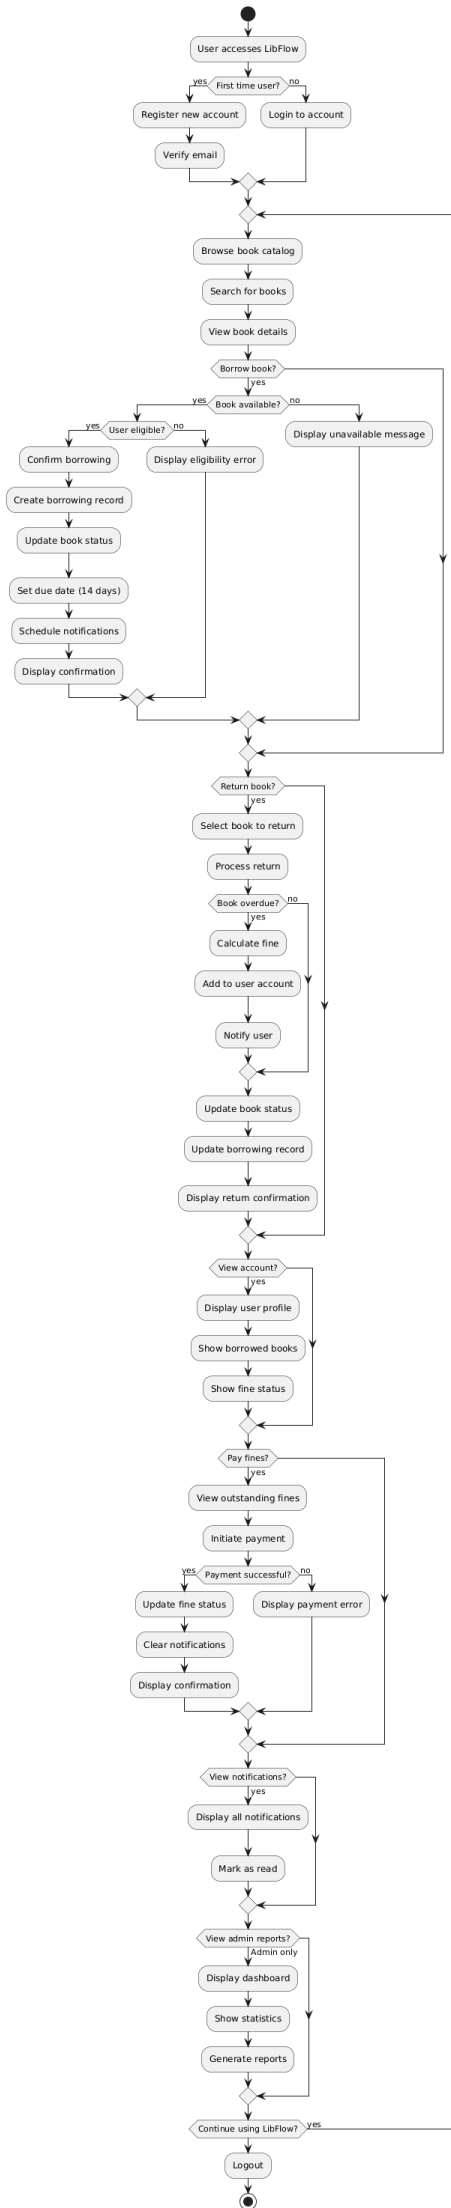 User accesses LibFlow
First time user?
yes
no
Register new account
Login to account
Verify email
Browse book catalog
Search for books
View book details
Borrow book?
yes
Book available?
yes
no
User eligible?
yes
no
Display unavailable message
Confirm borrowing
Display eligibility error
Create borrowing record
Update book status
Set due date (14 days)
Schedule notifications
Display confirmation
Return book?
yes
Select book to return
Process return
Book overdue?
no
yes
Calculate fine
Add to user account
Notify user
Update book status
Update borrowing record
Display return confirmation
View account?
yes
Display user profile
Show borrowed books
Show fine status
Pay fines?
yes
View outstanding fines
Initiate payment
Payment successful?
yes
no
Update fine status
Display payment error
Clear notifications
Display confirmation
View notifications?
yes
Display all notifications
Mark as read
View admin reports?
Admin only
Display dashboard
Show statistics
Generate reports
Continue using LibFlow?
yes
Logout